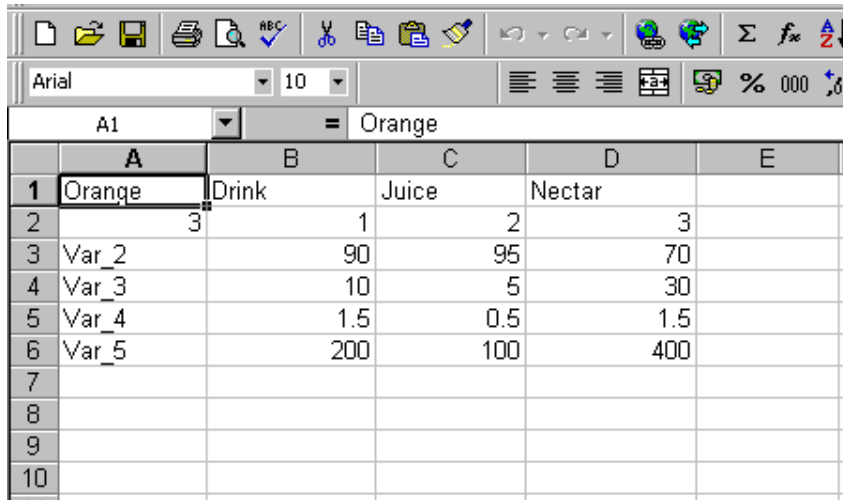 ABC Σ f∞ A Z
Arial 10 a % 000
A1 = Orange
A B C D E
1 Orange Drink Juice Nectar
2 3 1 2 3
3 Var_2 90 95 70
4 Var_3 10 5 30
5 Var_4 1.5 0.5 1.5
6 Var_5 200 100 400
7
8
9
10